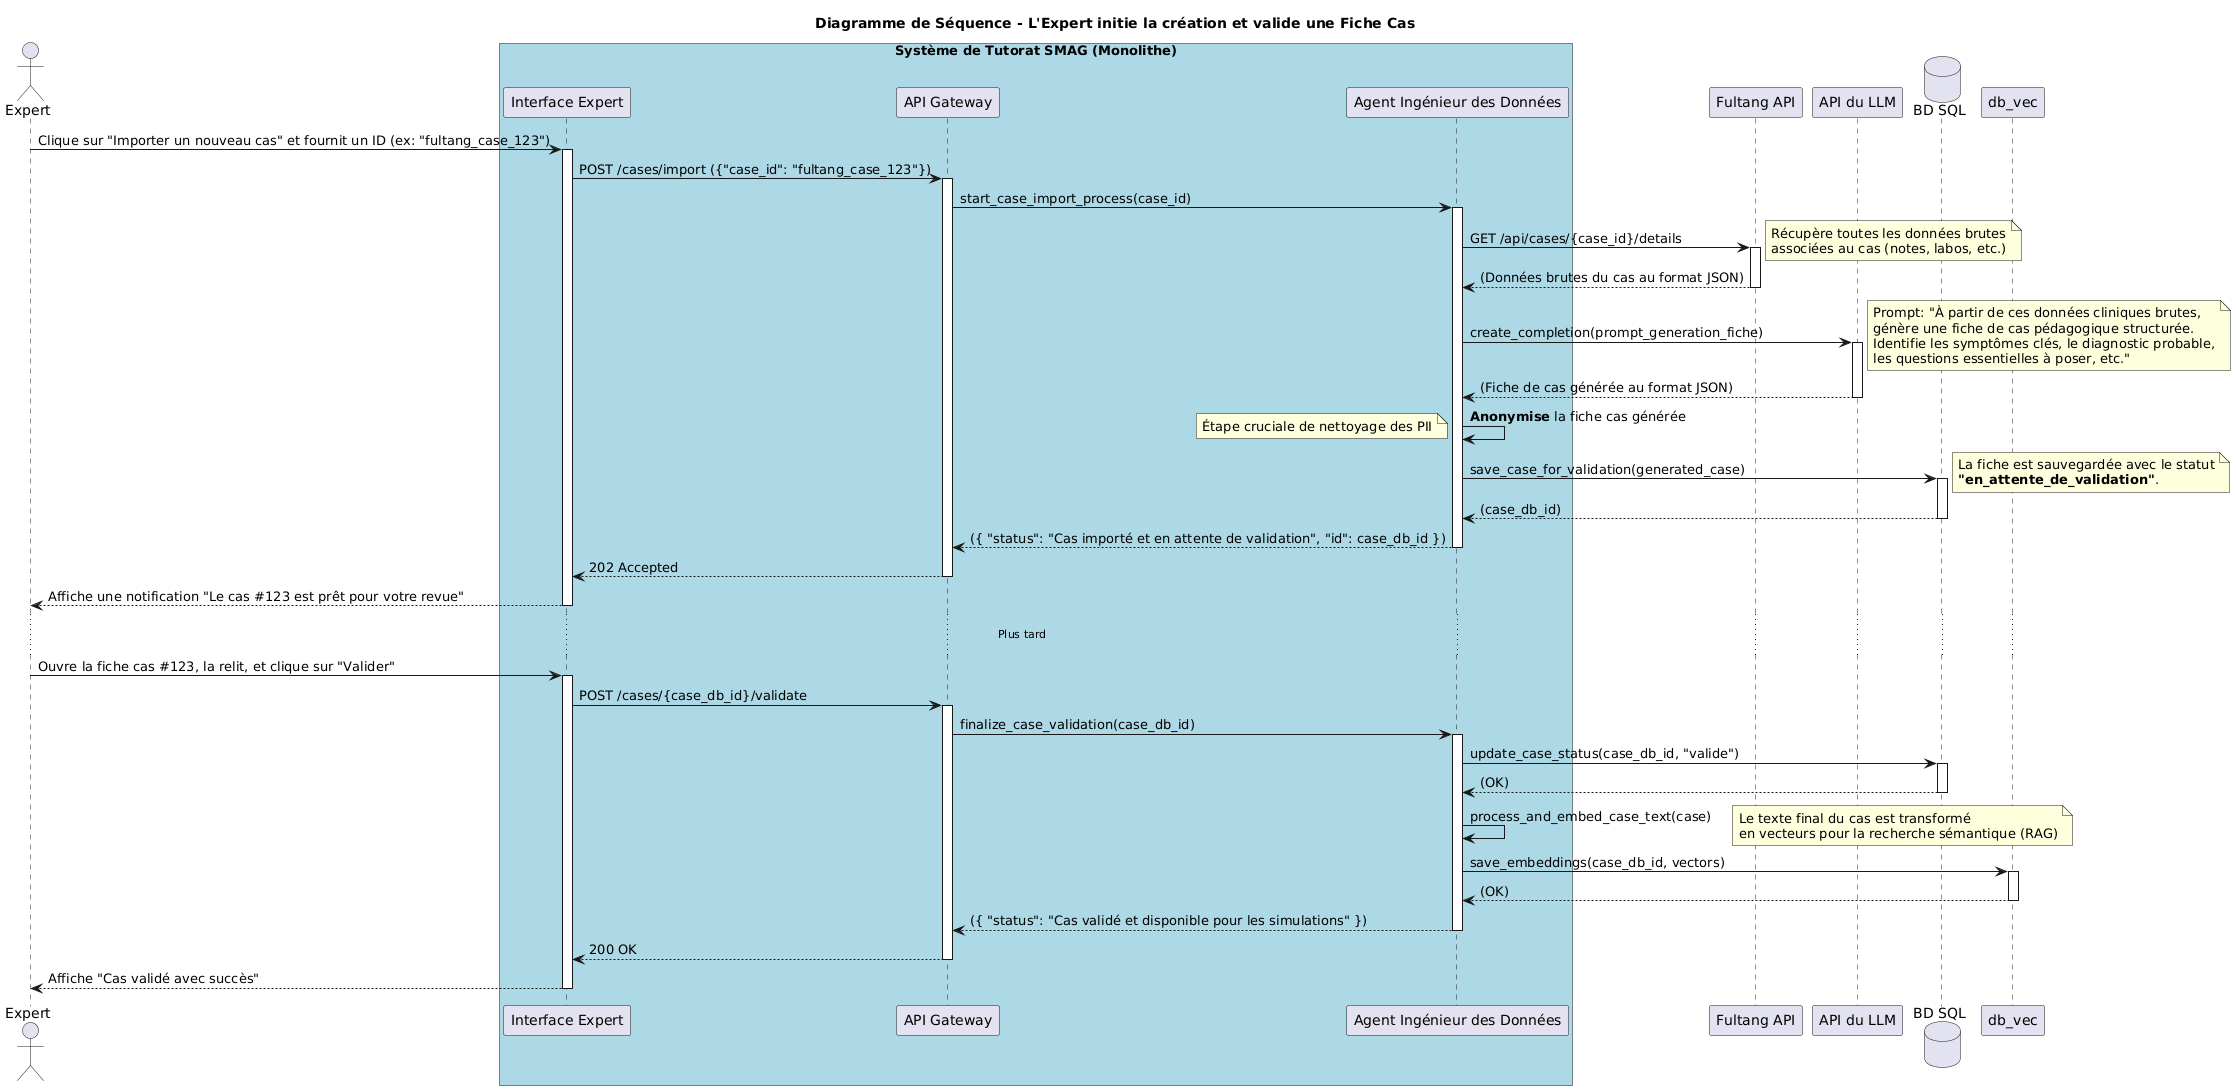 Diagramme de Séquence - L'Expert initie la création et valide une Fiche Cas
Système de Tutorat SMAG (Monolithe)
Expert
Interface Expert
API Gateway
Agent Ingénieur des Données
Fultang API
API du LLM
BD SQL
db_vec
Clique sur "Importer un nouveau cas" et fournit un ID (ex: "fultang_case_123")
POST /cases/import ({"case_id": "fultang_case_123"})
start_case_import_process(case_id)
GET /api/cases/{case_id}/details
Récupère toutes les données brutes
associées au cas (notes, labos, etc.)
(Données brutes du cas au format JSON)
create_completion(prompt_generation_fiche)
Prompt: "À partir de ces données cliniques brutes,
génère une fiche de cas pédagogique structurée.
Identifie les symptômes clés, le diagnostic probable,
les questions essentielles à poser, etc."
(Fiche de cas générée au format JSON)
Anonymise la fiche cas générée
Étape cruciale de nettoyage des PII
save_case_for_validation(generated_case)
La fiche est sauvegardée avec le statut
"en_attente_de_validation".
(case_db_id)
({ "status": "Cas importé et en attente de validation", "id": case_db_id })
202 Accepted
Affiche une notification "Le cas #123 est prêt pour votre revue"
Plus tard
Ouvre la fiche cas #123, la relit, et clique sur "Valider"
POST /cases/{case_db_id}/validate
finalize_case_validation(case_db_id)
update_case_status(case_db_id, "valide")
(OK)
process_and_embed_case_text(case)
Le texte final du cas est transformé
en vecteurs pour la recherche sémantique (RAG)
save_embeddings(case_db_id, vectors)
(OK)
({ "status": "Cas validé et disponible pour les simulations" })
200 OK
Affiche "Cas validé avec succès"
Expert
Interface Expert
API Gateway
Agent Ingénieur des Données
Fultang API
API du LLM
BD SQL
db_vec